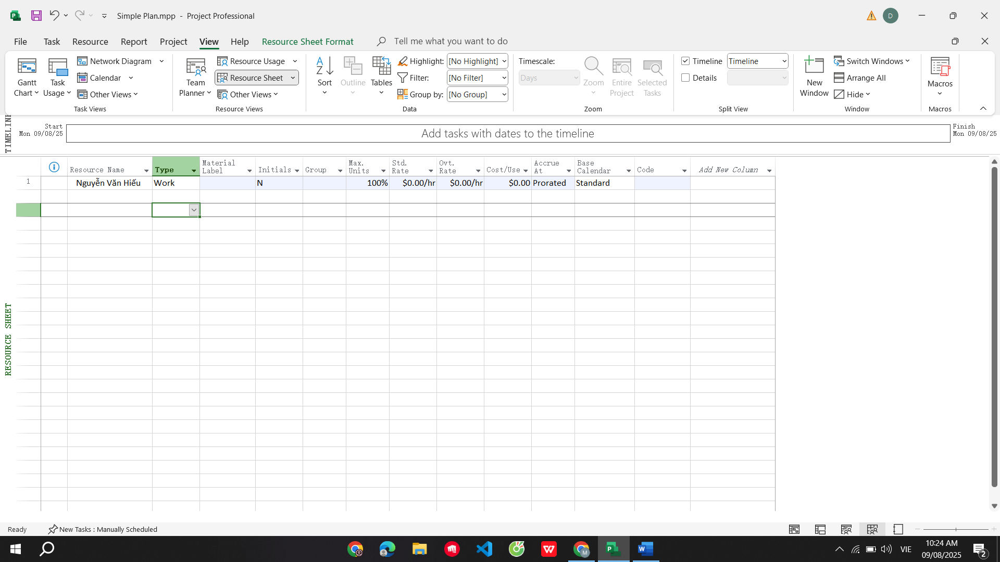 Simple Plan.mpp - Project Professional
D
File Task Resource Report Project View Help Resource Sheet Format Tell me what you want to do
Gantt Chart
Task Usage
Network Diagram
Calendar
Other Views
Task Views
Team Planner
Resource Usage
Resource Sheet
Other Views
Resource Views
Sort
Outline
Tables
Highlight: [No Highlight]
Filter: [No Filter]
Group by: [No Group]
Data
Timescale:
Days
Zoom
Entire Project
Selected Tasks
Zoom
Timeline Timeline
Details
Split View
New Window
Switch Windows
Arrange All
Hide
Window
Macros
Macros
TIMELINE
Start
Mon 09/08/25
Add tasks with dates to the timeline
Finish
Mon 09/08/25
Resource Name Type Material Label Initials Group Max. Units Std. Rate Ovt. Rate Cost/Use Accrue At Base Calendar Code Add New Column
1 Nguyễn Văn Hiếu Work N 100% $0.00/hr $0.00/hr $0.00 Prorated Standard
RESOURCE SHEET
Ready New Tasks : Manually Scheduled
VIE
10:24 AM
09/08/2025
2